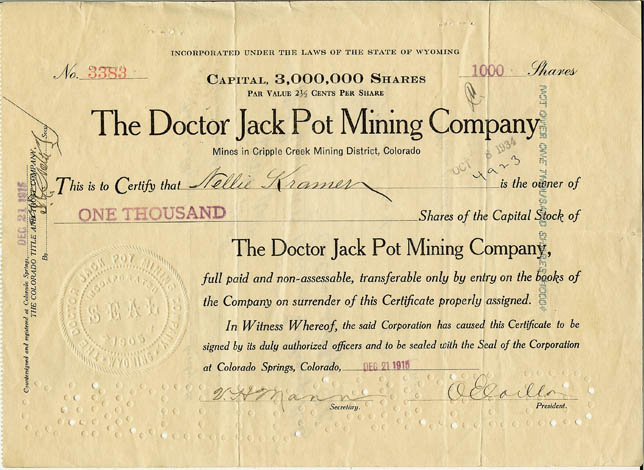 INCORPORATED UNDER THE LAWS OF THE STATE OF WYOMING
No. 3383
1000 Shares
CAPITAL, 3,000,000 SHARES
PAR VALUE 2½ CENTS PER SHARE
The Doctor Jack Pot Mining Company
Mines in Cripple Creek Mining District, Colorado
OCT 8 1934
4923
This is to Certify that Nellie Kramer is the owner of
ONE THOUSAND Shares of the Capital Stock of
The Doctor Jack Pot Mining Company,
full paid and non-assessable, transferable only by entry on the books of
the Company on surrender of this Certificate properly assigned.
In Witness Whereof, the said Corporation has caused this Certificate to be
signed by its duly authorized officers and to be sealed with the Seal of the Corporation
at Colorado Springs, Colorado, DEC 21 1915
Secretary.
President.
THE DOCTOR JACK POT MINING COMPANY
SEAL
1905
NOT OVER ONE THOUSAND SHARES $1000$
Countersigned and registered at Colorado Springs, DEC 21 1915
THE COLORADO TITLE AND TRUST COMPANY,
By